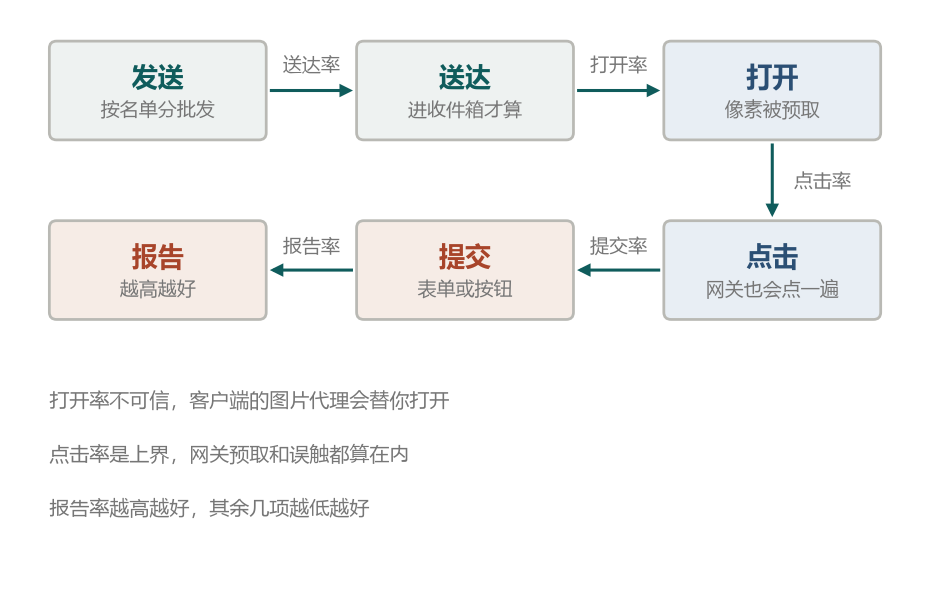 发送
按名单分批发
送达率
送达
进收件箱才算
打开率
打开
像素被预取
点击率
报告
越高越好
报告率
提交
表单或按钮
提交率
点击
网关也会点一遍
打开率不可信，客户端的图片代理会替你打开
点击率是上界，网关预取和误触都算在内
报告率越高越好，其余几项越低越好